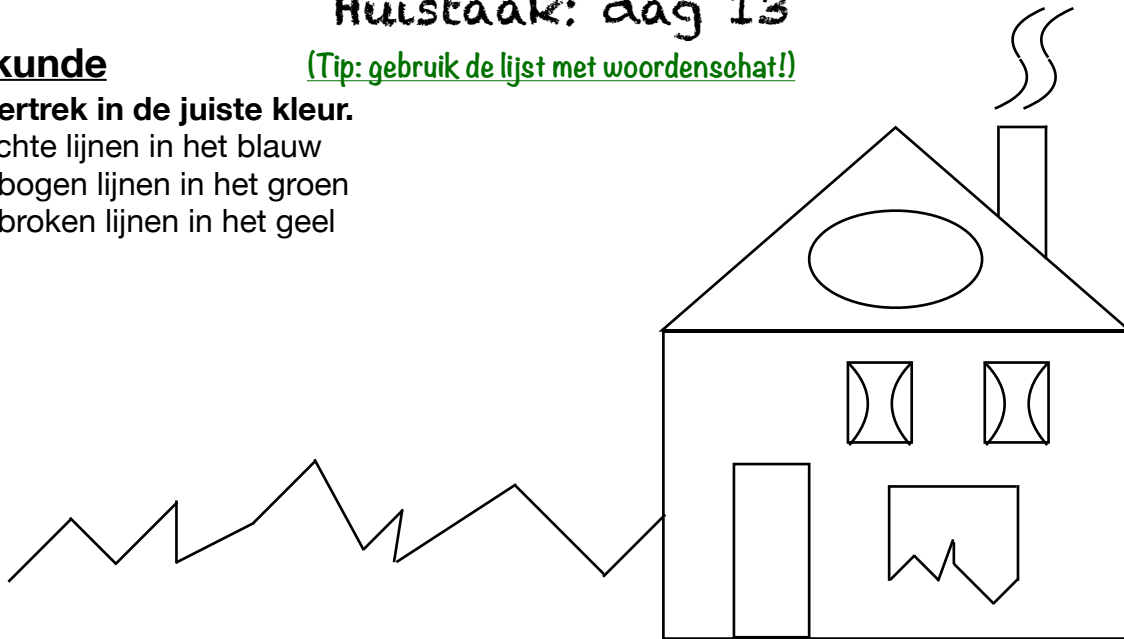 Huistaak: dag 13
kunde
(Tip: gebruik de lijst met woordenschat!)
ertrek in de juiste kleur.
chte lijnen in het blauw
bogen lijnen in het groen
broken lijnen in het geel